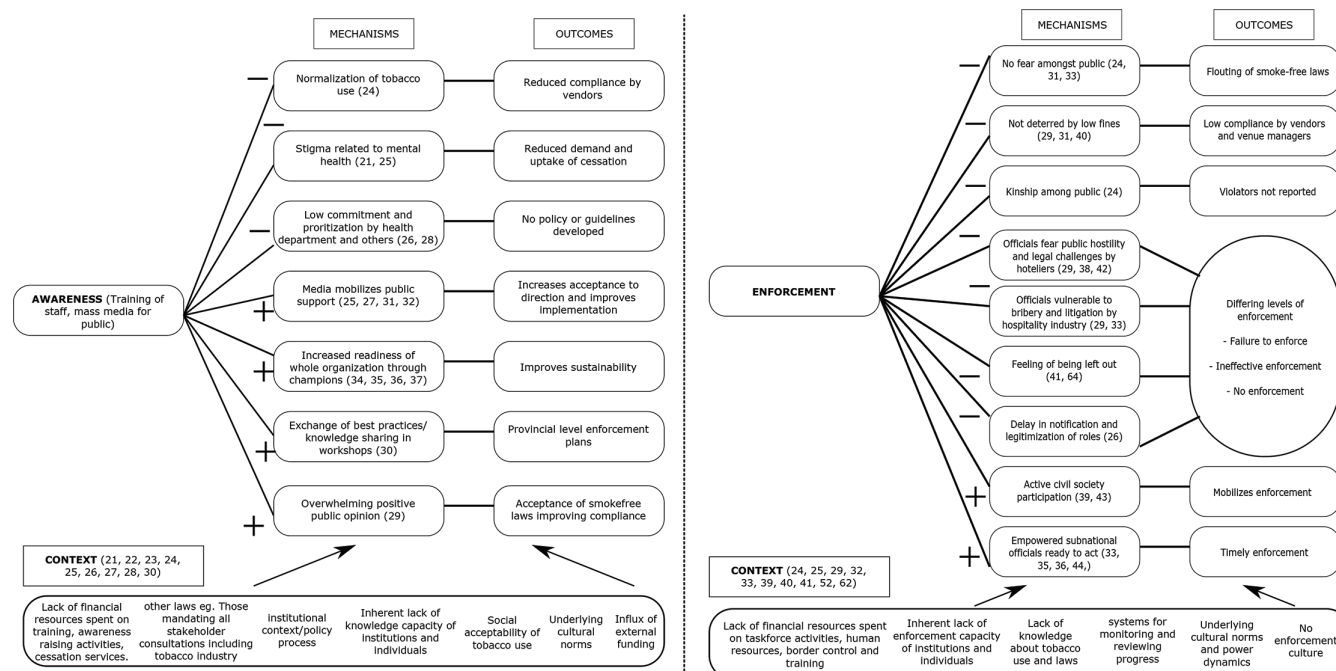 MECHANISMS
OUTCOMES
Normalization of tobacco
use (24)
Reduced compliance by
vendors
Stigma related to mental
health (21, 25)
Reduced demand and
uptake of cessation
Low commitment and
proritization by health
department and others (26, 28)
No policy or guidelines
developed
AWARENESS (Training of
staff, mass media for
public)
Media mobilizes public
support (25, 27, 31, 32)
Increases acceptance to
direction and improves
implementation
Increased readiness of
whole organization through
champions (34, 35, 36, 37)
Improves sustainability
Exchange of best practices/
knowledge sharing in
workshops (30)
Provincial level enforcement
plans
Overwhelming positive
public opinion (29)
Acceptance of smokefree
laws improving compliance
CONTEXT (21, 22, 23, 24,
25, 26, 27, 28, 30)
Lack of financial
resources spent on
training, awareness
raising activities,
cessation services.
other laws eg. Those
mandating all
stakeholder
consultations including
tobacco industry
institutional
context/policy
process
Inherent lack of
knowledge capacity of
institutions and
individuals
Social
acceptability of
tobacco use
Underlying
cultural
norms
Influx of
external
funding
MECHANISMS
OUTCOMES
No fear amongst public (24,
31, 33)
Flouting of smoke-free laws
Not deterred by low fines
(29, 31, 40)
Low compliance by vendors
and venue managers
Kinship among public (24)
Violators not reported
Officials fear public hostility
and legal challenges by
hoteliers (29, 38, 42)
ENFORCEMENT
Officials vulnerable to
bribery and litigation by
hospitality industry (29, 33)
Feeling of being left out
(41, 64)
Delay in notification and
legitimization of roles (26)
Differing levels of
enforcement
- Failure to enforce
- Ineffective enforcement
- No enforcement
Active civil society
participation (39, 43)
Mobilizes enforcement
Empowered subnational
officials ready to act (33,
35, 36, 44,)
Timely enforcement
CONTEXT (24, 25, 29, 32,
33, 39, 40, 41, 52, 62)
Lack of financial resources spent
on taskforce activities, human
resources, border control and
training
Inherent lack of
enforcement capacity
of institutions and
individuals
Lack of
knowledge
about tobacco
use and laws
systems for
monitoring and
reviewing
progress
Underlying
cultural norms
and power
dynamics
No
enforcement
culture